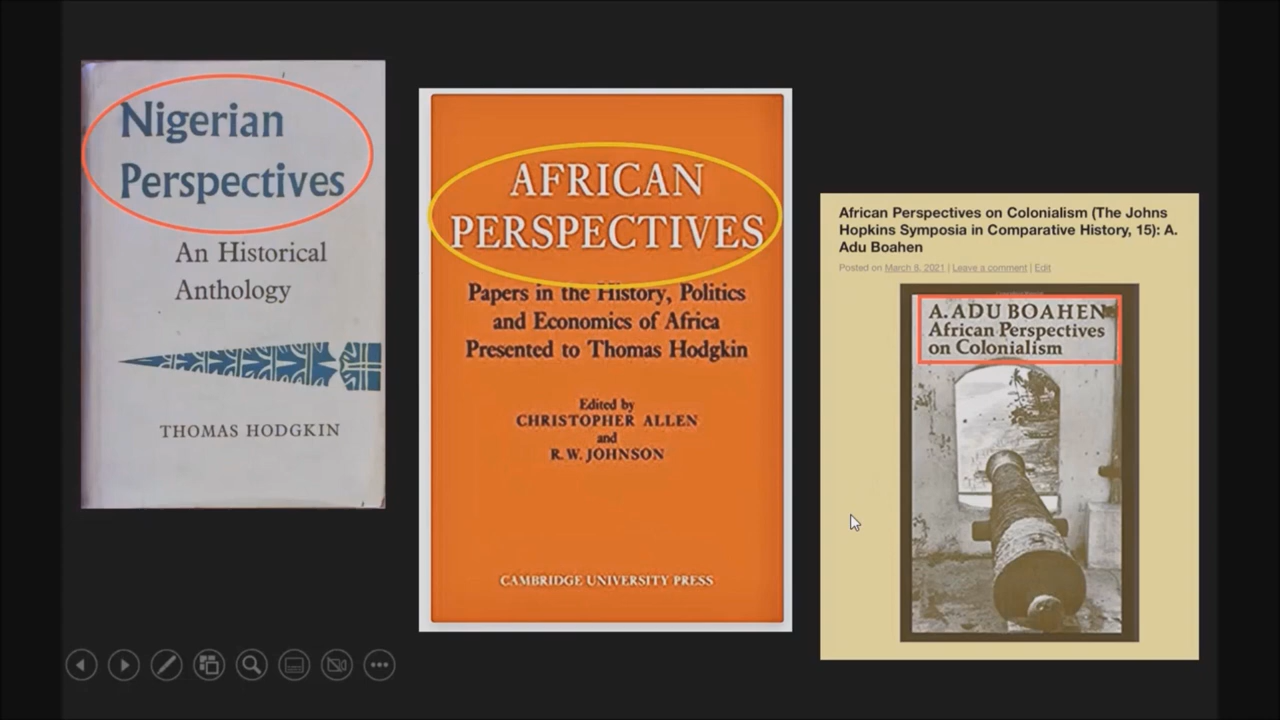 Nigerian
Perspectives
An Historical
Anthology
THOMAS HODGKIN
AFRICAN
PERSPECTIVES
Papers in the History, Politics
and Economics of Africa
Presented to Thomas Hodgkin
Edited by
CHRISTOPHER ALLEN
and
R. W. JOHNSON
CAMBRIDGE UNIVERSITY PRESS
African Perspectives on Colonialism (The Johns
Hopkins Symposia in Comparative History, 15): A.
Adu Boahen
Posted on March 8, 2021 | Leave a comment | Edit
A. ADU BOAHEN
African Perspectives
on Colonialism